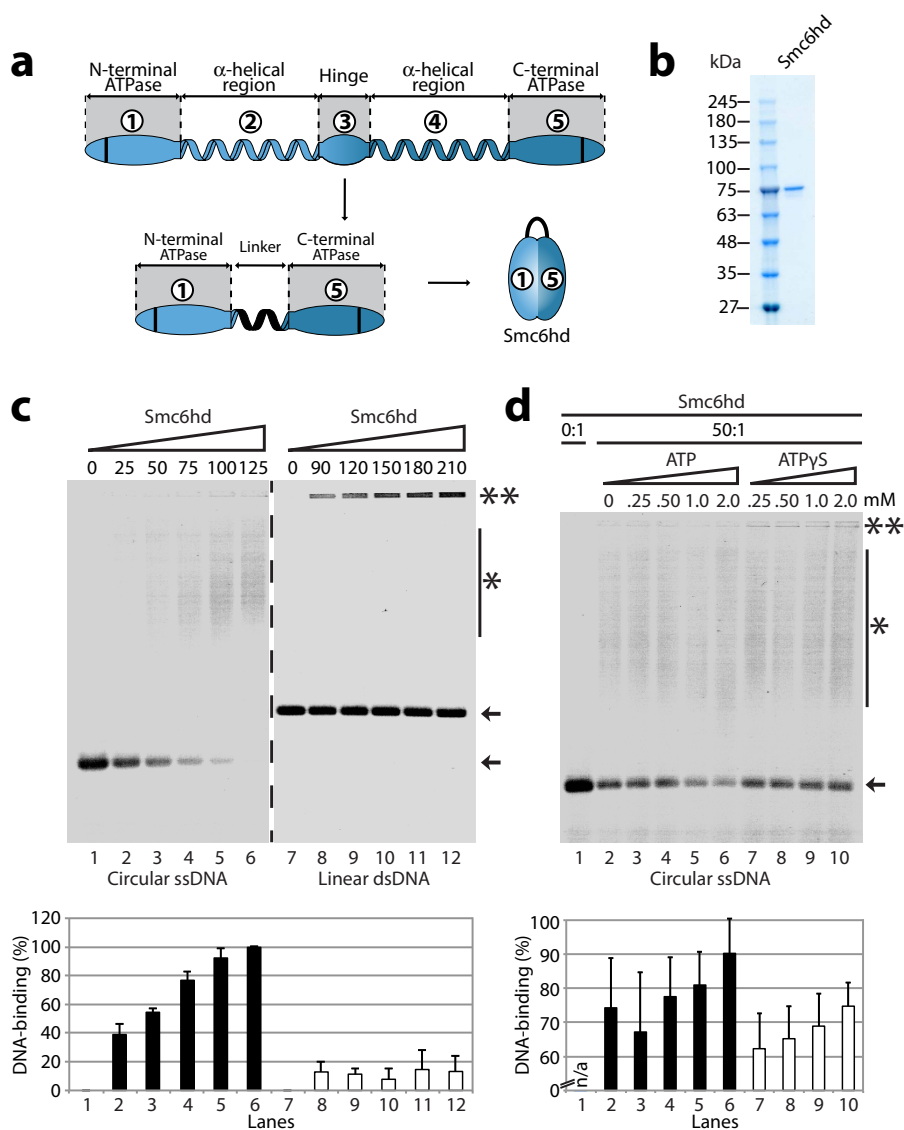 a
N-terminal ATPase
α-helical region
Hinge
α-helical region
C-terminal ATPase
1 2 3 4 5
N-terminal ATPase
Linker
C-terminal ATPase
1 5
1 5
Smc6hd
b
kDa
Smc6hd
245
180
135
100
75
63
48
35
27
c
Smc6hd
0 25 50 75 100 125
Smc6hd
0 90 120 150 180 210
**
*
1 2 3 4 5 6
Circular ssDNA
7 8 9 10 11 12
Linear dsDNA
DNA-binding (%)
120
100
80
60
40
20
0
1 2 3 4 5 6 7 8 9 10 11 12
Lanes
d
Smc6hd
0:1
50:1
ATP
ATPγS
0 .25 .50 1.0 2.0 .25 .50 1.0 2.0 mM
**
*
1 2 3 4 5 6 7 8 9 10
Circular ssDNA
DNA-binding (%)
100
90
80
70
60
0
n/a
1 2 3 4 5 6 7 8 9 10
Lanes